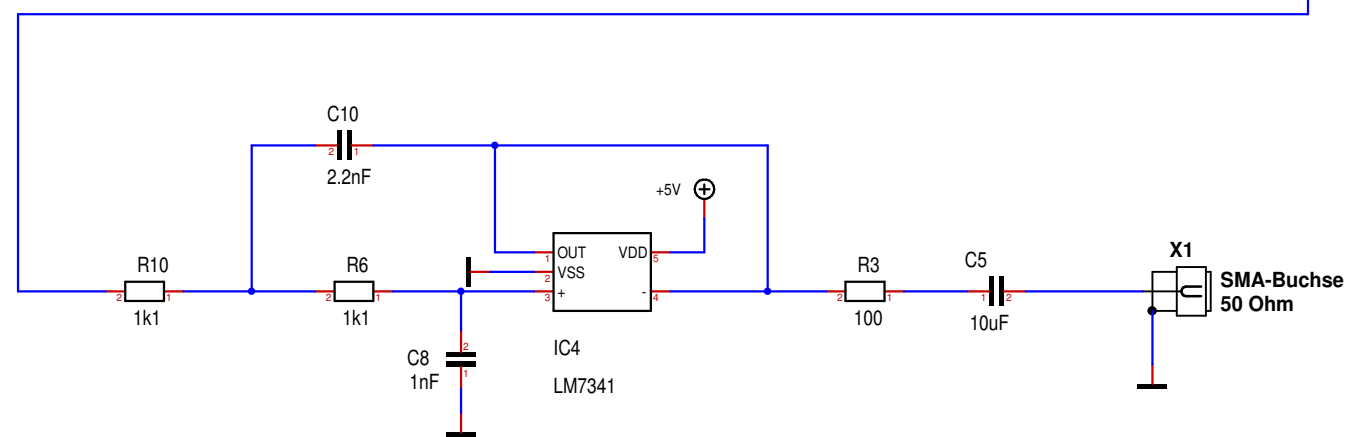 C10
2 1
2.2nF
+5V
OUT VDD
1 5
VSS
2
+ -
3 4
R10
2 1
1k1
R6
2 1
1k1
C8
1nF
2
1
IC4
LM7341
R3
2 1
100
C5
1 2
10uF
X1
SMA-Buchse
50 Ohm